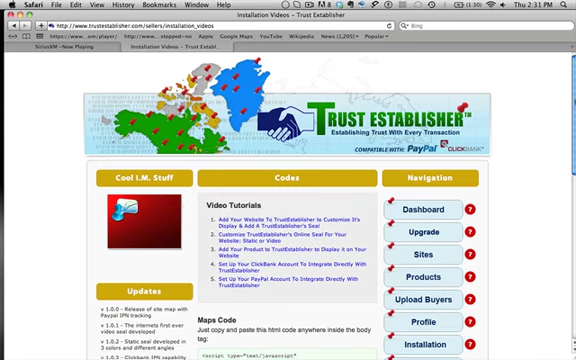 Safari File Edit View History Bookmarks Window Help
(1:30)
Thu 2:31 PM
Installation Videos – Trust Establisher
http://www.trustestablisher.com/sellers/installation_videos
Bing
Apple Google Maps YouTube Wikipedia News (1,205) Popular
SiriusXM -Now Playing
Installation Videos – Trust Establ...
TRUST ESTABLISHER™
Establishing Trust With Every Transaction
COMPATIBLE WITH: PayPal CLICKBANK
Cool I.M. Stuff
Codes
Navigation
Video Tutorials
1. Add Your Website To TrustEstablisher to Customize It's
Display & Add A TrustEstablisher's Seal
2. Customize TrustEstablisher's Online Seal For Your
Website: Static or Video
3. Add Your Product to TrustEstablisher to Display it on Your
Website
4. Set Up Your ClickBank Account To Integrate Directly With
TrustEstablisher
5. Set Up Your PayPal Account To Integrate Directly With
TrustEstablisher
Dashboard ?
Upgrade ?
Sites ?
Products ?
Upload Buyers ?
Profile ?
Installation ?
Updates
v 1.0.0 - Release of site map with
Paypal IPN tracking
v 1.0.1 - The internets first ever
video seal developed
v 1.0.2 - Static seal developed in
3 colors and different angles
v 1.0.3 - Clickbank IPN capability
Maps Code
Just copy and paste this html code anywhere inside the body
tag:
<script type="text/javascript"